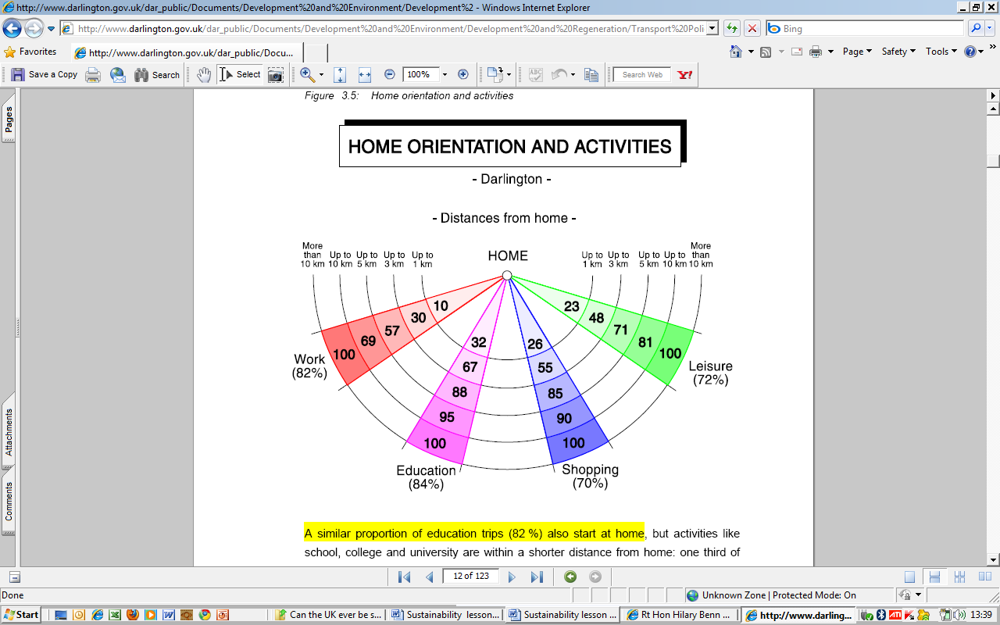 http://www.darlington.gov.uk/dar_public/Documents/Development%20and%20Environment/Development%2 - Windows Internet Explorer
http://www.darlington.gov.uk/dar_public/Documents/Development%20and%20Environment/Development%20and%20Regeneration/Transport%20Poli
Bing
Favorites
http://www.darlington.gov.uk/dar_public/Docu...
Page
Safety
Tools
Save a Copy
Search
Select
100%
Search Web
Y!
Pages
Attachments
Comments
Figure 3.5: Home orientation and activities
HOME ORIENTATION AND ACTIVITIES
- Darlington -
- Distances from home -
More than 10 km
Up to 10 km
Up to 5 km
Up to 3 km
Up to 1 km
HOME
Up to 1 km
Up to 3 km
Up to 5 km
Up to 10 km
More than 10 km
10
30
57
69
100
Work
(82%)
32
67
88
95
100
Education
(84%)
26
55
85
90
100
Shopping
(70%)
23
48
71
81
100
Leisure
(72%)
A similar proportion of education trips (82 %) also start at home, but activities like
school, college and university are within a shorter distance from home: one third of
12 of 123
Done
Unknown Zone | Protected Mode: On
Start
Can the UK ever be s...
Sustainability lesson...
Sustainability lesson ...
Rt Hon Hilary Benn ...
http://www.darling...
13:39